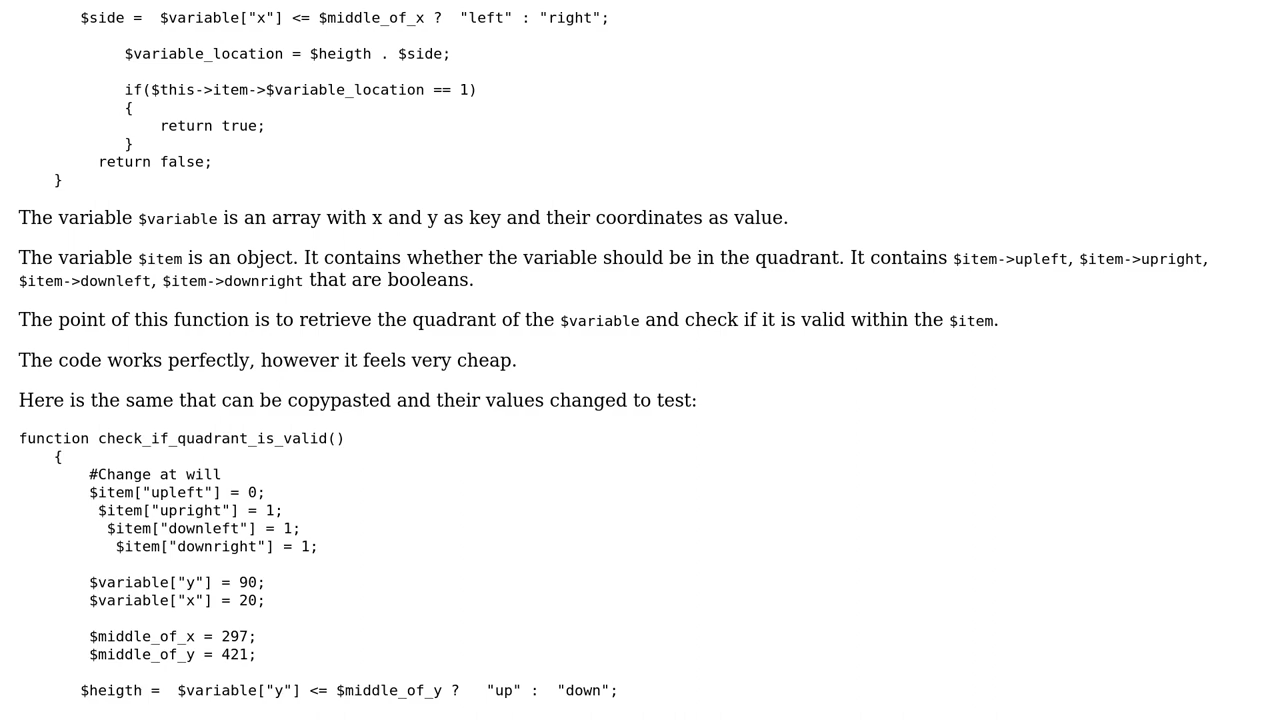 $side =  $variable["x"] <= $middle_of_x ?  "left" : "right";
$variable_location = $heigth . $side;
if($this->item->$variable_location == 1)
{
return true;
}
return false;
}
The variable $variable is an array with x and y as key and their coordinates as value.
The variable $item is an object. It contains whether the variable should be in the quadrant. It contains $item->upleft, $item->upright,
$item->downleft, $item->downright that are booleans.
The point of this function is to retrieve the quadrant of the $variable and check if it is valid within the $item.
The code works perfectly, however it feels very cheap.
Here is the same that can be copypasted and their values changed to test:
function check_if_quadrant_is_valid()
{
#Change at will
$item["upleft"] = 0;
$item["upright"] = 1;
$item["downleft"] = 1;
$item["downright"] = 1;
$variable["y"] = 90;
$variable["x"] = 20;
$middle_of_x = 297;
$middle_of_y = 421;
$heigth =  $variable["y"] <= $middle_of_y ?   "up" :  "down";